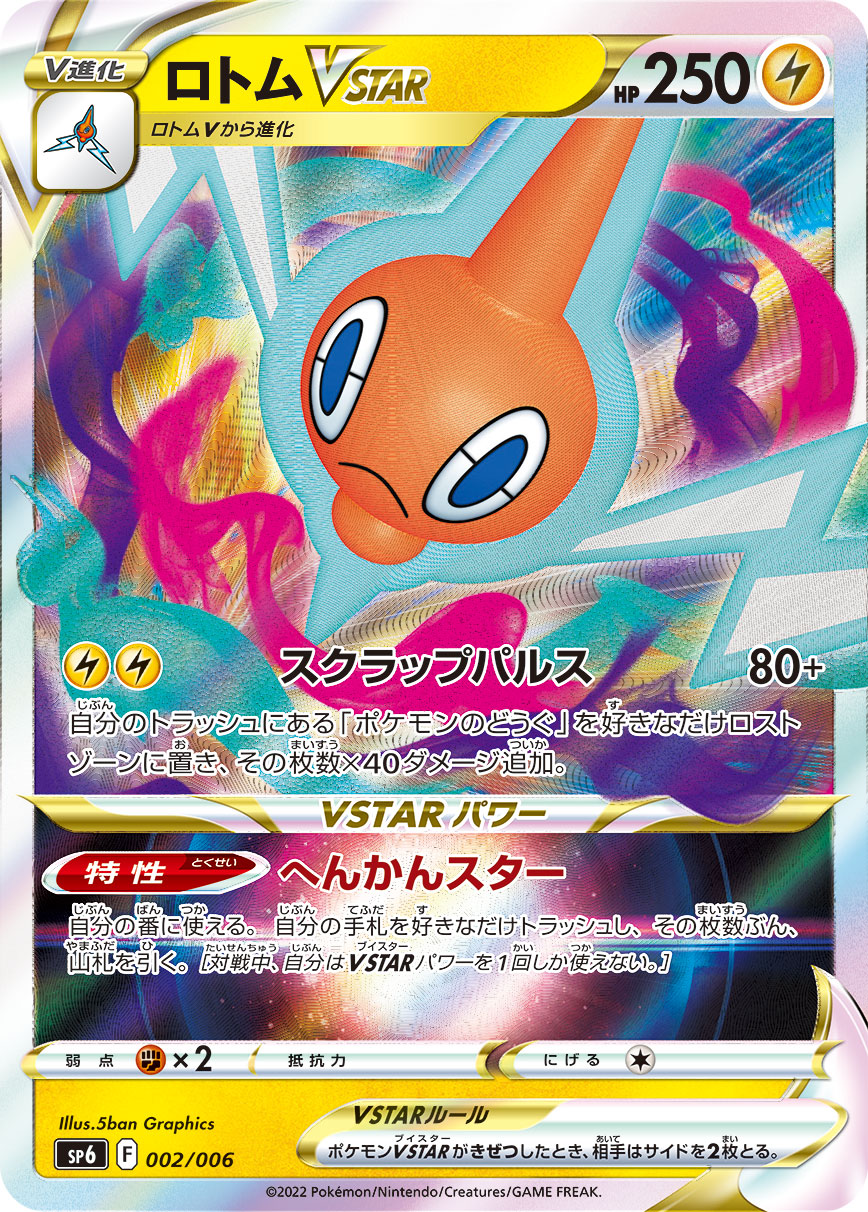 V進化
ロトムVSTAR
HP250
ロトムVから進化
スクラップパルス 80+
自分のトラッシュにある「ポケモンのどうぐ」を好きなだけロスト
ゾーンに置き、その枚数×40ダメージ追加。
VSTARパワー
特性 へんかんスター
自分の番に使える。自分の手札を好きなだけトラッシュし、その枚数ぶん、
山札を引く。[対戦中、自分はVSTARパワーを1回しか使えない。]
弱点 ×2 抵抗力 にげる
Illus.5ban Graphics
VSTARルール
ポケモンVSTARがきぜつしたとき、相手はサイドを2枚とる。
SP6 F 002/006
©2022 Pokémon/Nintendo/Creatures/GAME FREAK.